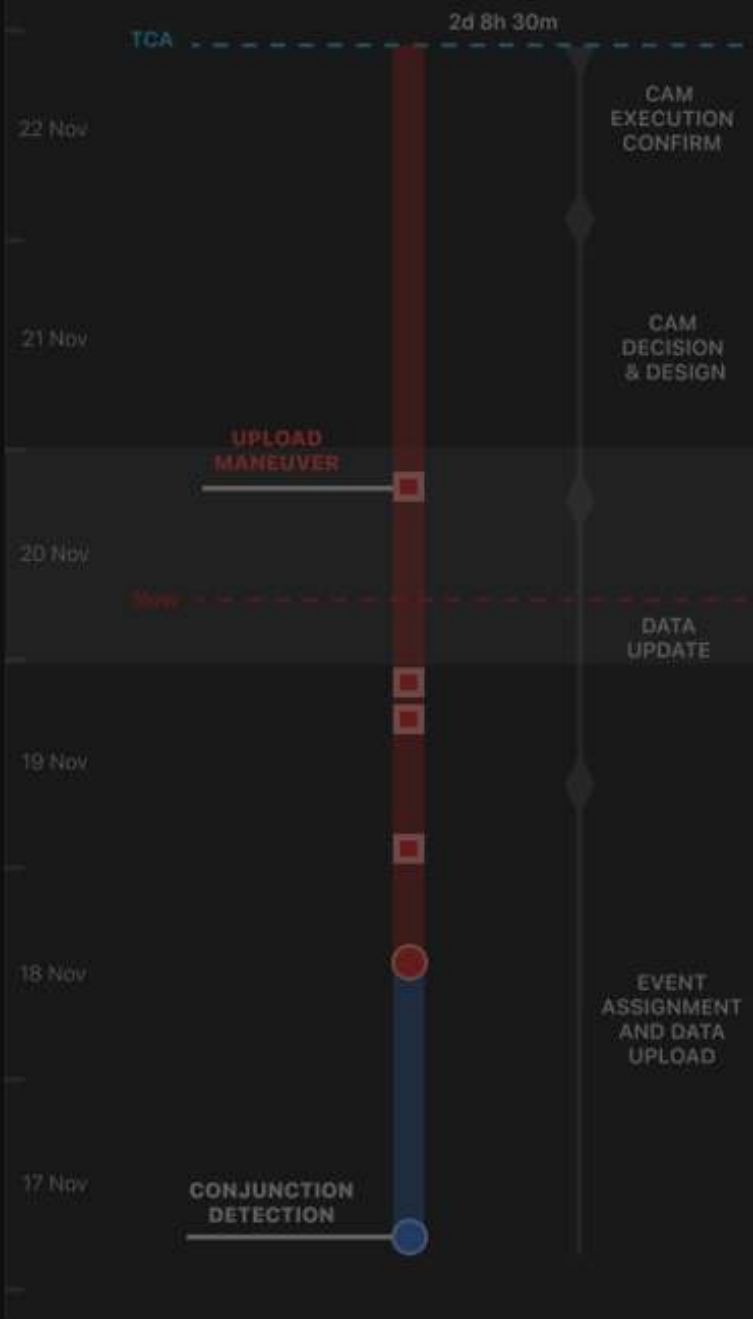 2d 8h 30m
TCA
CAM
EXECUTION
CONFIRM
22 Nov
CAM
DECISION
& DESIGN
21 Nov
UPLOAD
MANEUVER
20 Nov
Now
DATA
UPDATE
19 Nov
18 Nov
EVENT
ASSIGNMENT
AND DATA
UPLOAD
17 Nov
CONJUNCTION
DETECTION